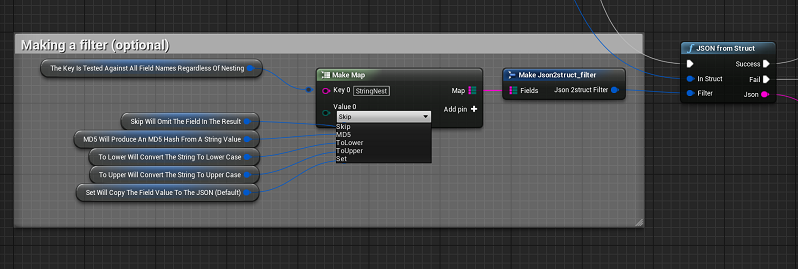 Making a filter (optional)
The Key Is Tested Against All Field Names Regardless Of Nesting
Skip Will Omit The Field In The Result
MD5 Will Produce An MD5 Hash From A String Value
To Lower Will Convert The String To Lower Case
To Upper Will Convert The String To Upper Case
Set Will Copy The Field Value To The JSON (Default)
Make Map
Key 0 StringNest
Map
Value 0
Skip
Add pin
Skip
MD5
ToLower
ToUpper
Set
Make Json2struct_filter
Fields
Json 2struct Filter
JSON from Struct
Success
In Struct
Fail
Filter
Json